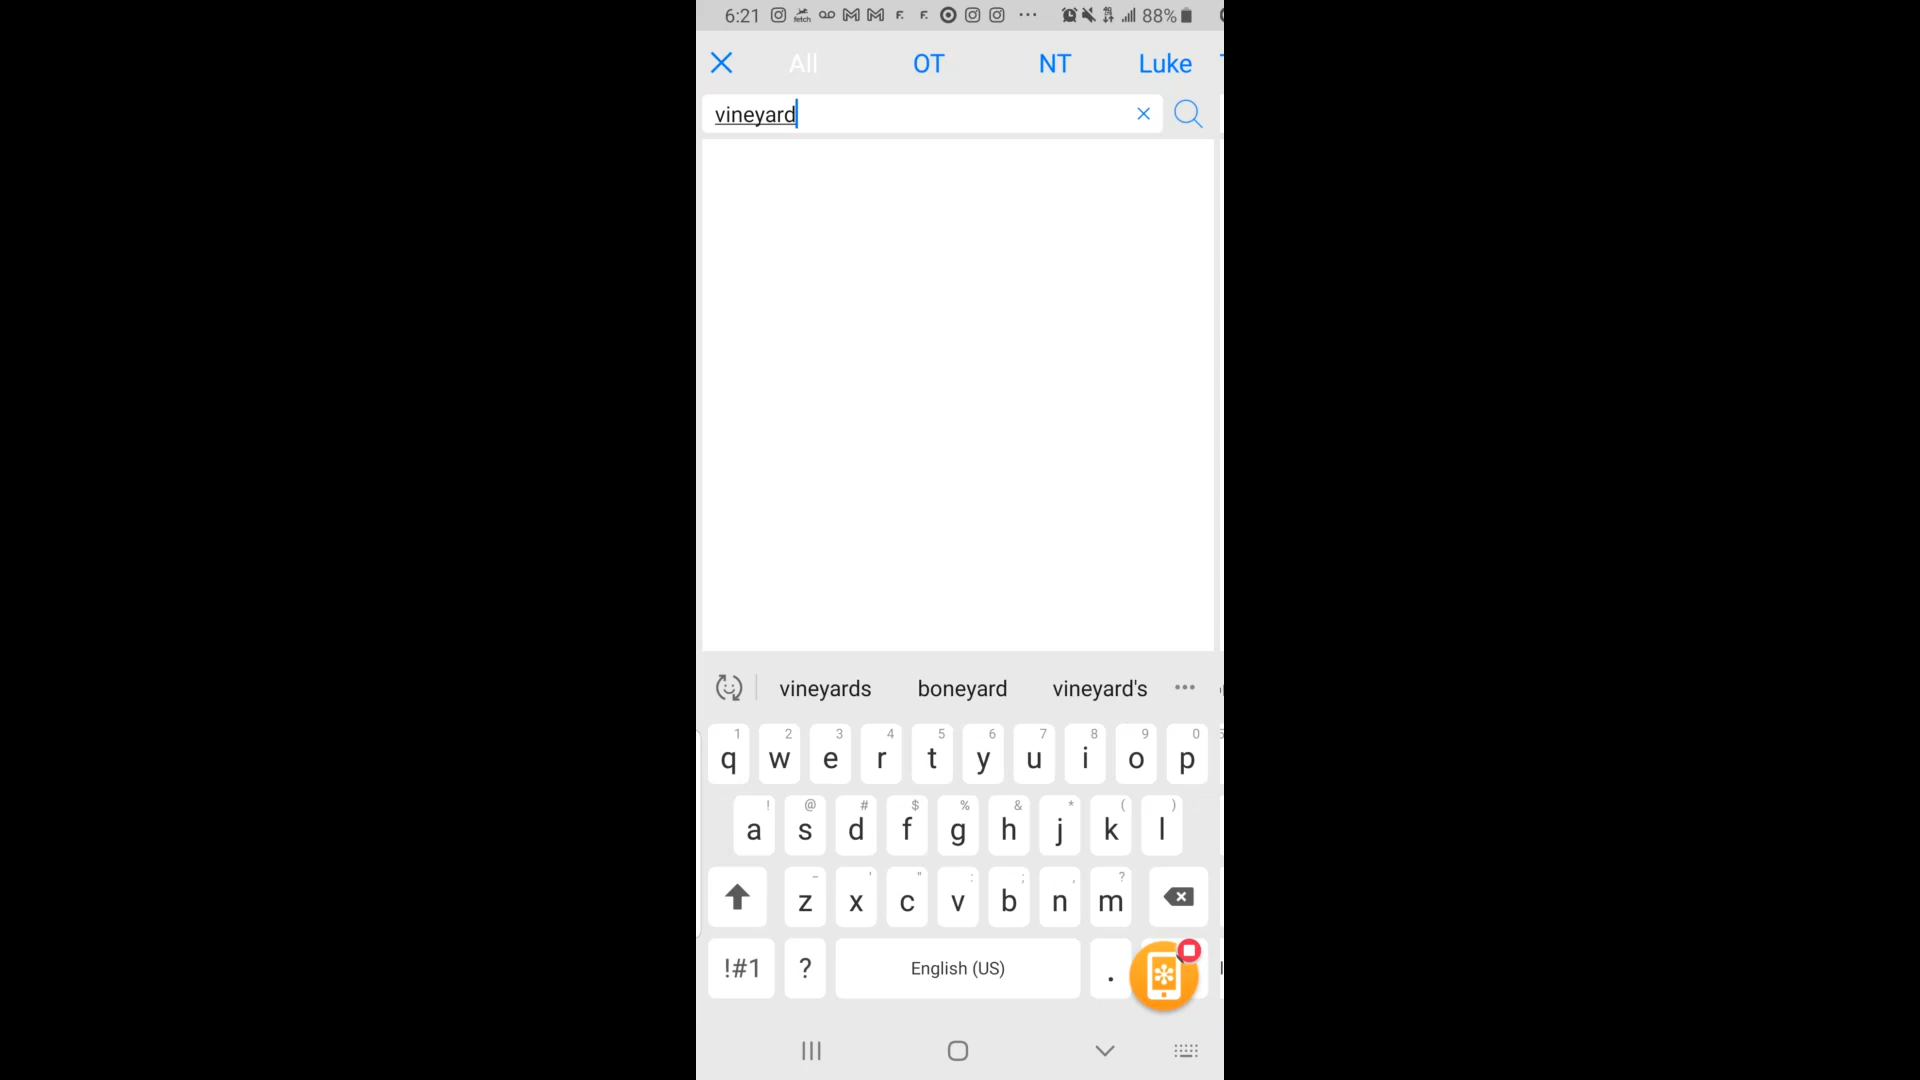 6:21 fetch 88%
All OT NT Luke
vineyard
vineyards boneyard vineyard's
1 2 3 4 5 6 7 8 9 0
q w e r t y u i o p
! @ # $ % & * ( )
a s d f g h j k l
- ' " : ; , ?
z x c v b n m
!#1 ? English (US) .